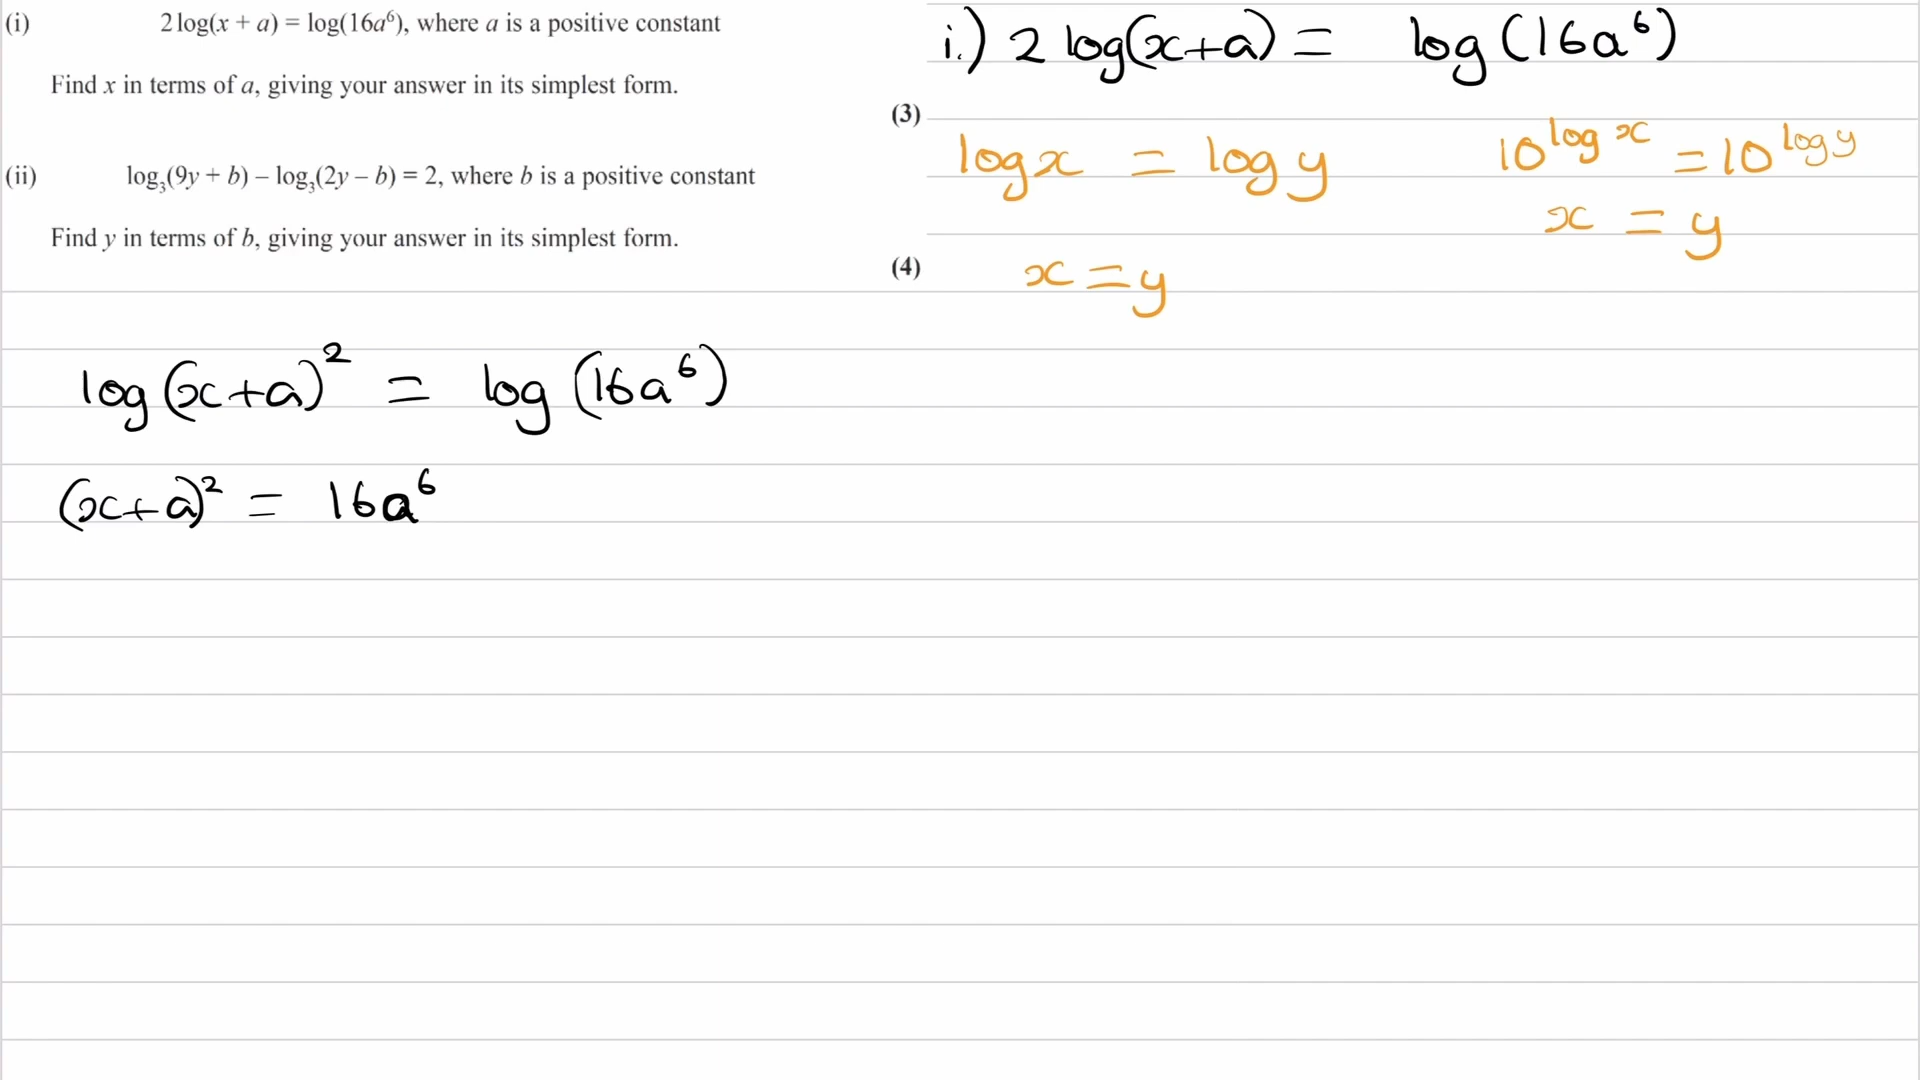 (i) 2 log(x + a) = log(16a⁶), where a is a positive constant
Find x in terms of a, giving your answer in its simplest form.
(3)
(ii) log₃(9y + b) – log₃(2y – b) = 2, where b is a positive constant
Find y in terms of b, giving your answer in its simplest form.
(4)
i.) 2 log(x+a) = log(16a⁶)
log x = log y
10^(log x) = 10^(log y)
x = y
x = y
log(x+a)² = log(16a⁶)
(x+a)² = 16a⁶